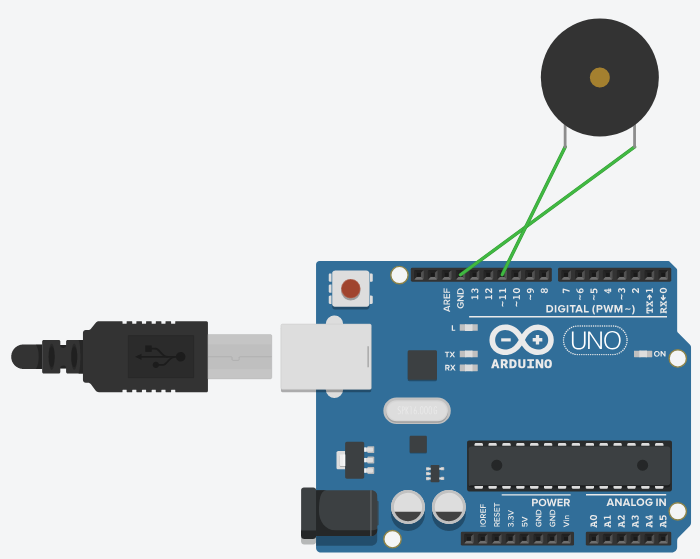 AREF
GND
13
12
~11
~10
~9
8
7
~6
~5
4
~3
2
TX→1
RX←0
DIGITAL (PWM~)
L
TX
RX
ARDUINO
UNO
ON
POWER
ANALOG IN
IOREF
RESET
3.3V
5V
GND
GND
Vin
A0
A1
A2
A3
A4
A5